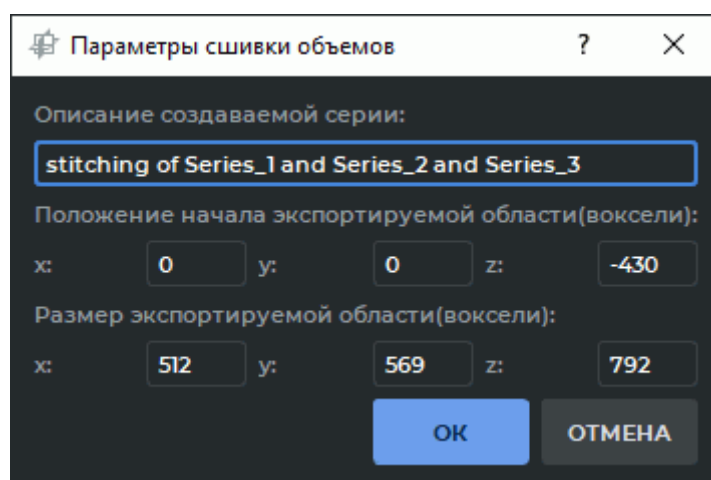 Параметры сшивки объемов ? ×
Описание создаваемой серии:
stitching of Series_1 and Series_2 and Series_3
Положение начала экспортируемой области(воксели):
x: 0 y: 0 z: -430
Размер экспортируемой области(воксели):
x: 512 y: 569 z: 792
ОК ОТМЕНА